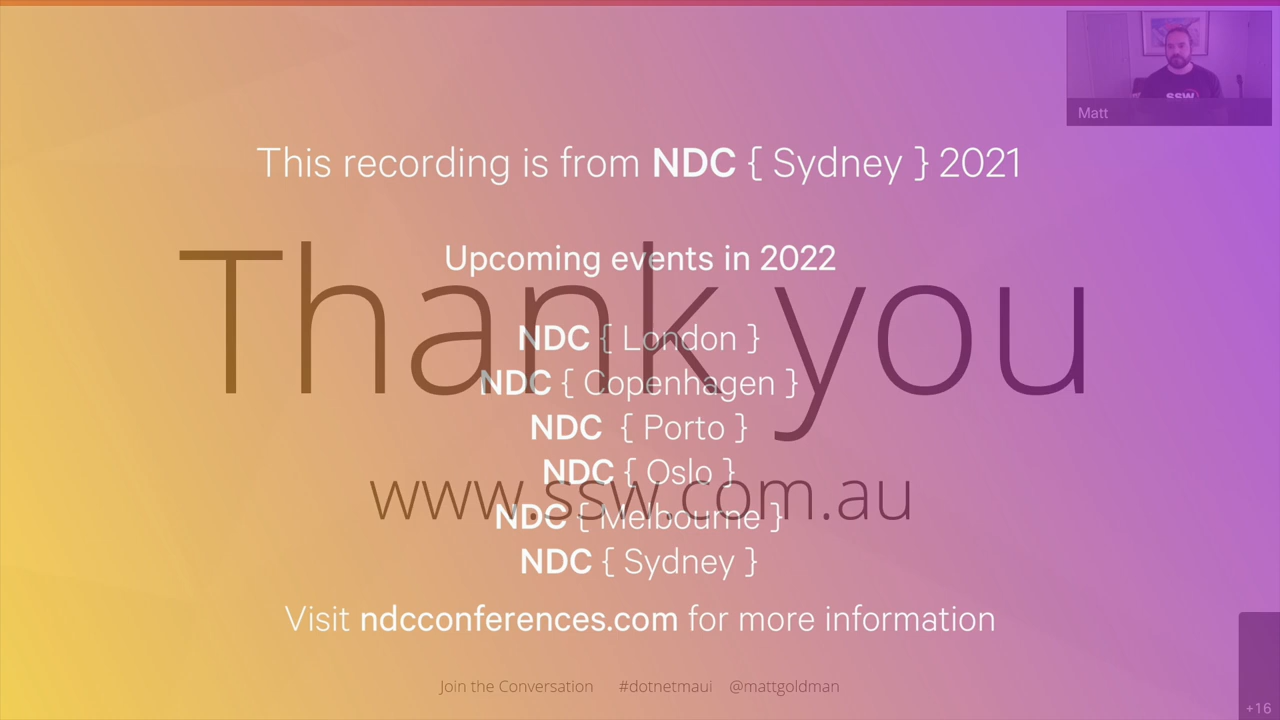 SSW
Matt
This recording is from NDC { Sydney } 2021
Upcoming events in 2022
Thank you
NDC { London }
NDC { Copenhagen }
NDC { Porto }
NDC { Oslo }
www.ssw.com.au
NDC { Melbourne }
NDC { Sydney }
Visit ndcconferences.com for more information
Join the Conversation #dotnetmaui @mattgoldman
+16